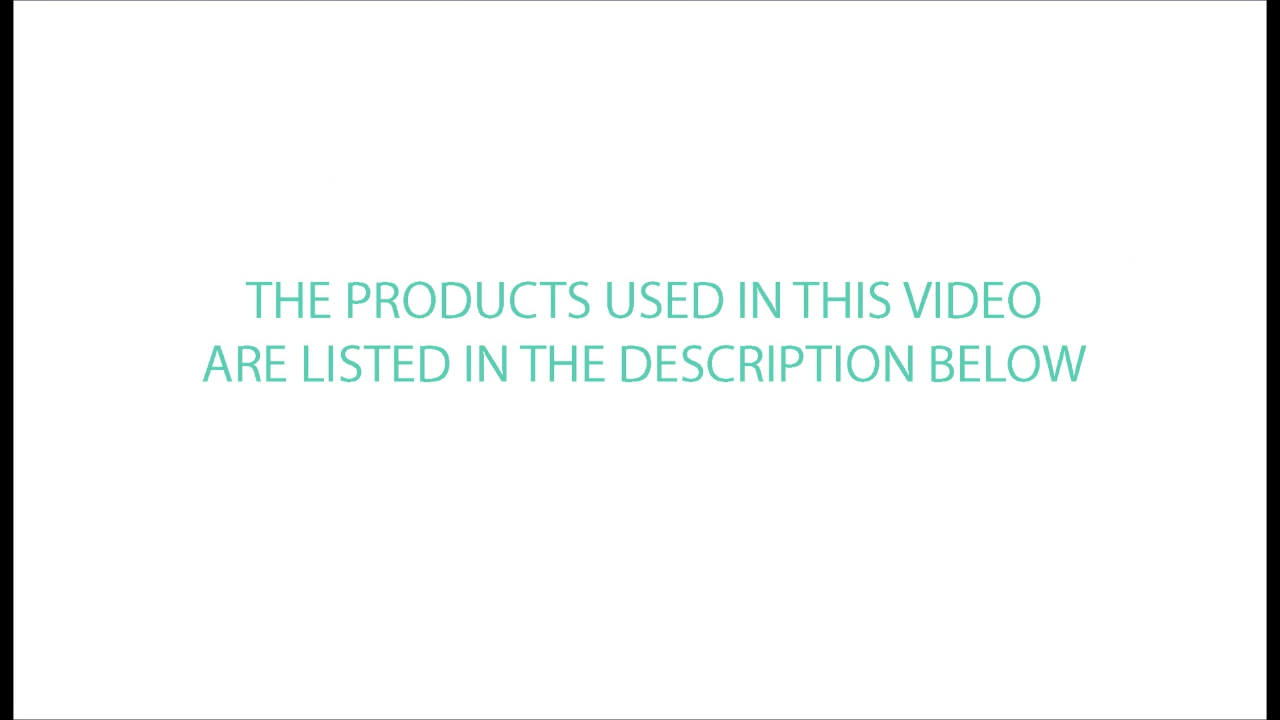 THE PRODUCTS USED IN THIS VIDEO
ARE LISTED IN THE DESCRIPTION BELOW